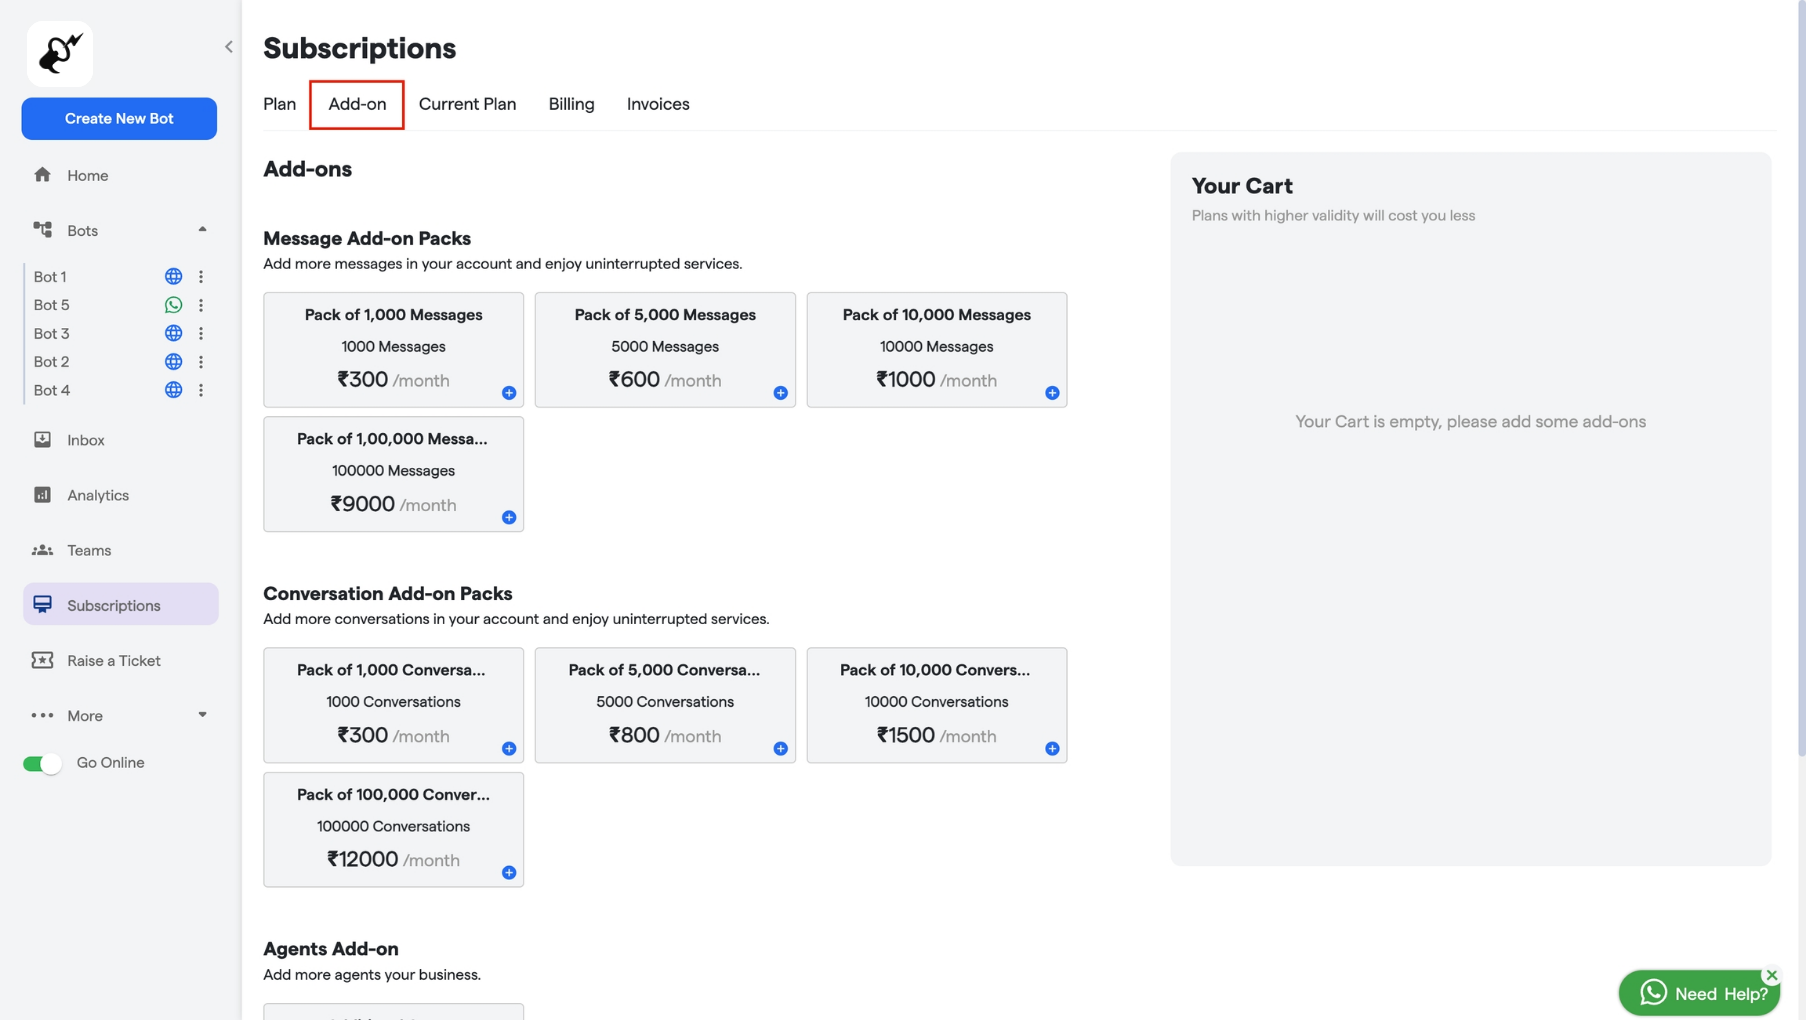 Subscriptions
Create New Bot
Plan
Add-on
Current Plan
Billing
Invoices
Home
Bots
Bot 1
Bot 5
Bot 3
Bot 2
Bot 4
Inbox
Analytics
Teams
Subscriptions
Raise a Ticket
More
Go Online
Add-ons
Message Add-on Packs
Add more messages in your account and enjoy uninterrupted services.
Pack of 1,000 Messages
1000 Messages
₹300 /month
Pack of 5,000 Messages
5000 Messages
₹600 /month
Pack of 10,000 Messages
10000 Messages
₹1000 /month
Pack of 1,00,000 Messa...
100000 Messages
₹9000 /month
Conversation Add-on Packs
Add more conversations in your account and enjoy uninterrupted services.
Pack of 1,000 Conversa...
1000 Conversations
₹300 /month
Pack of 5,000 Conversa...
5000 Conversations
₹800 /month
Pack of 10,000 Convers...
10000 Conversations
₹1500 /month
Pack of 100,000 Conver...
100000 Conversations
₹12000 /month
Agents Add-on
Add more agents your business.
Your Cart
Plans with higher validity will cost you less
Your Cart is empty, please add some add-ons
Need Help?